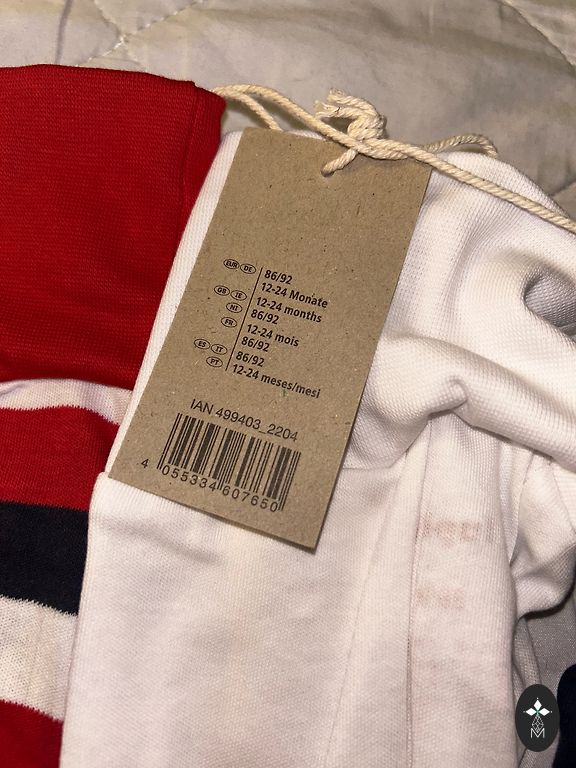 EUR DE 86/92
12-24 Monate
GB IE 12-24 months
NI 86/92
FR 12-24 mois
86/92
ES IT 86/92
PT 12-24 meses/mesi
IAN 499403_2204
4 055334 607650
M